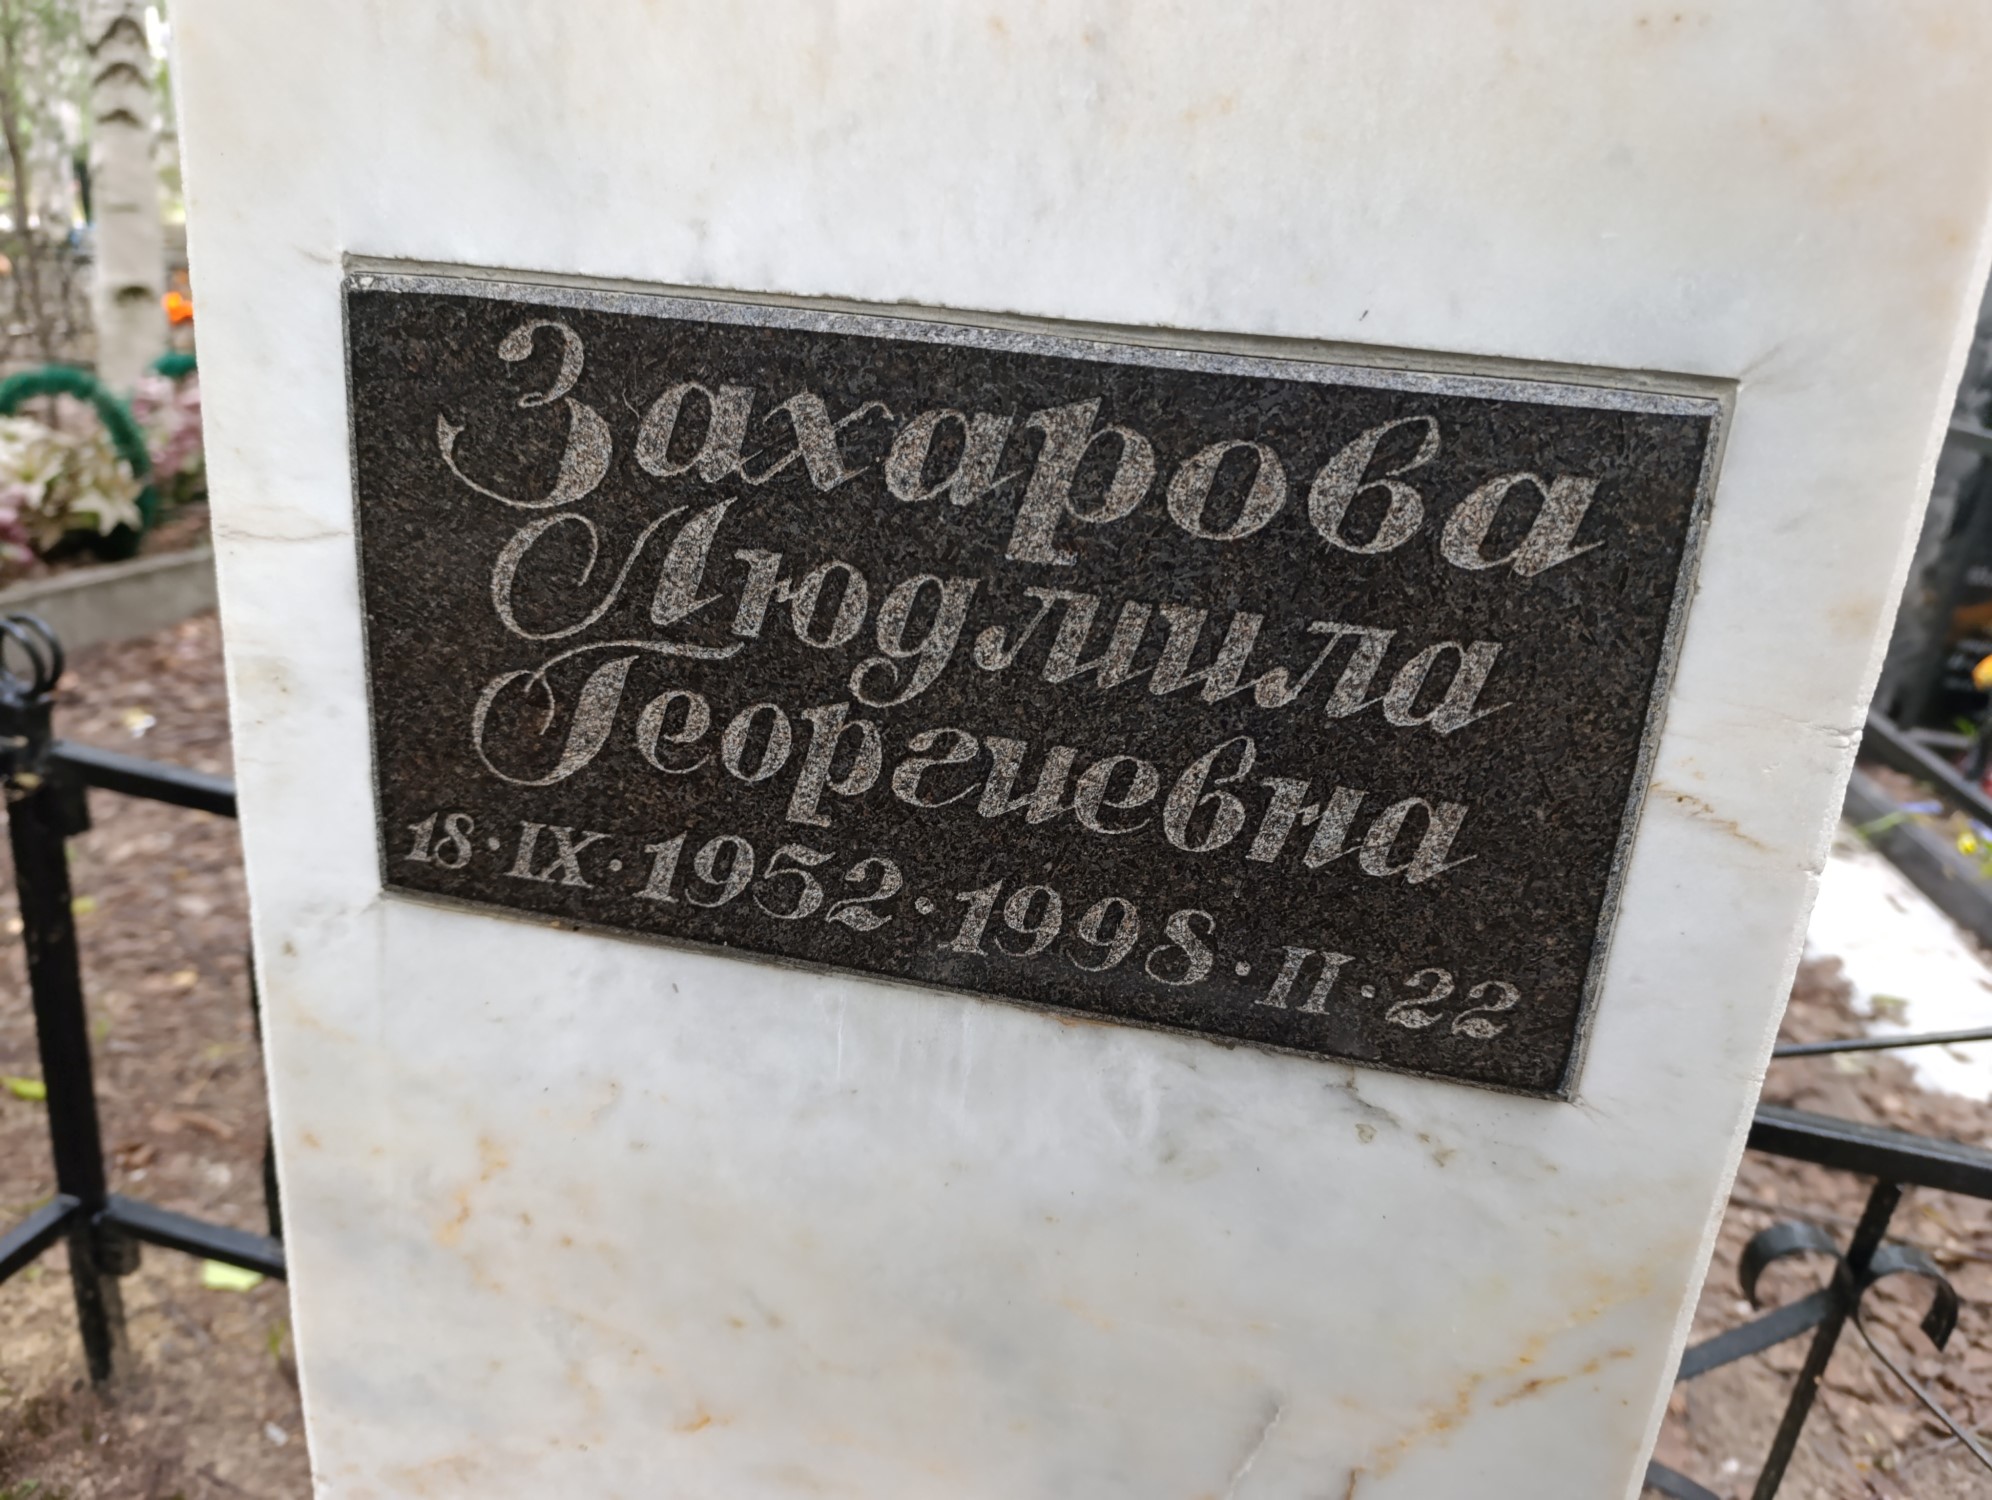 Захарова
Людмила
Георгиевна
18·IX·1952·1998·II·22